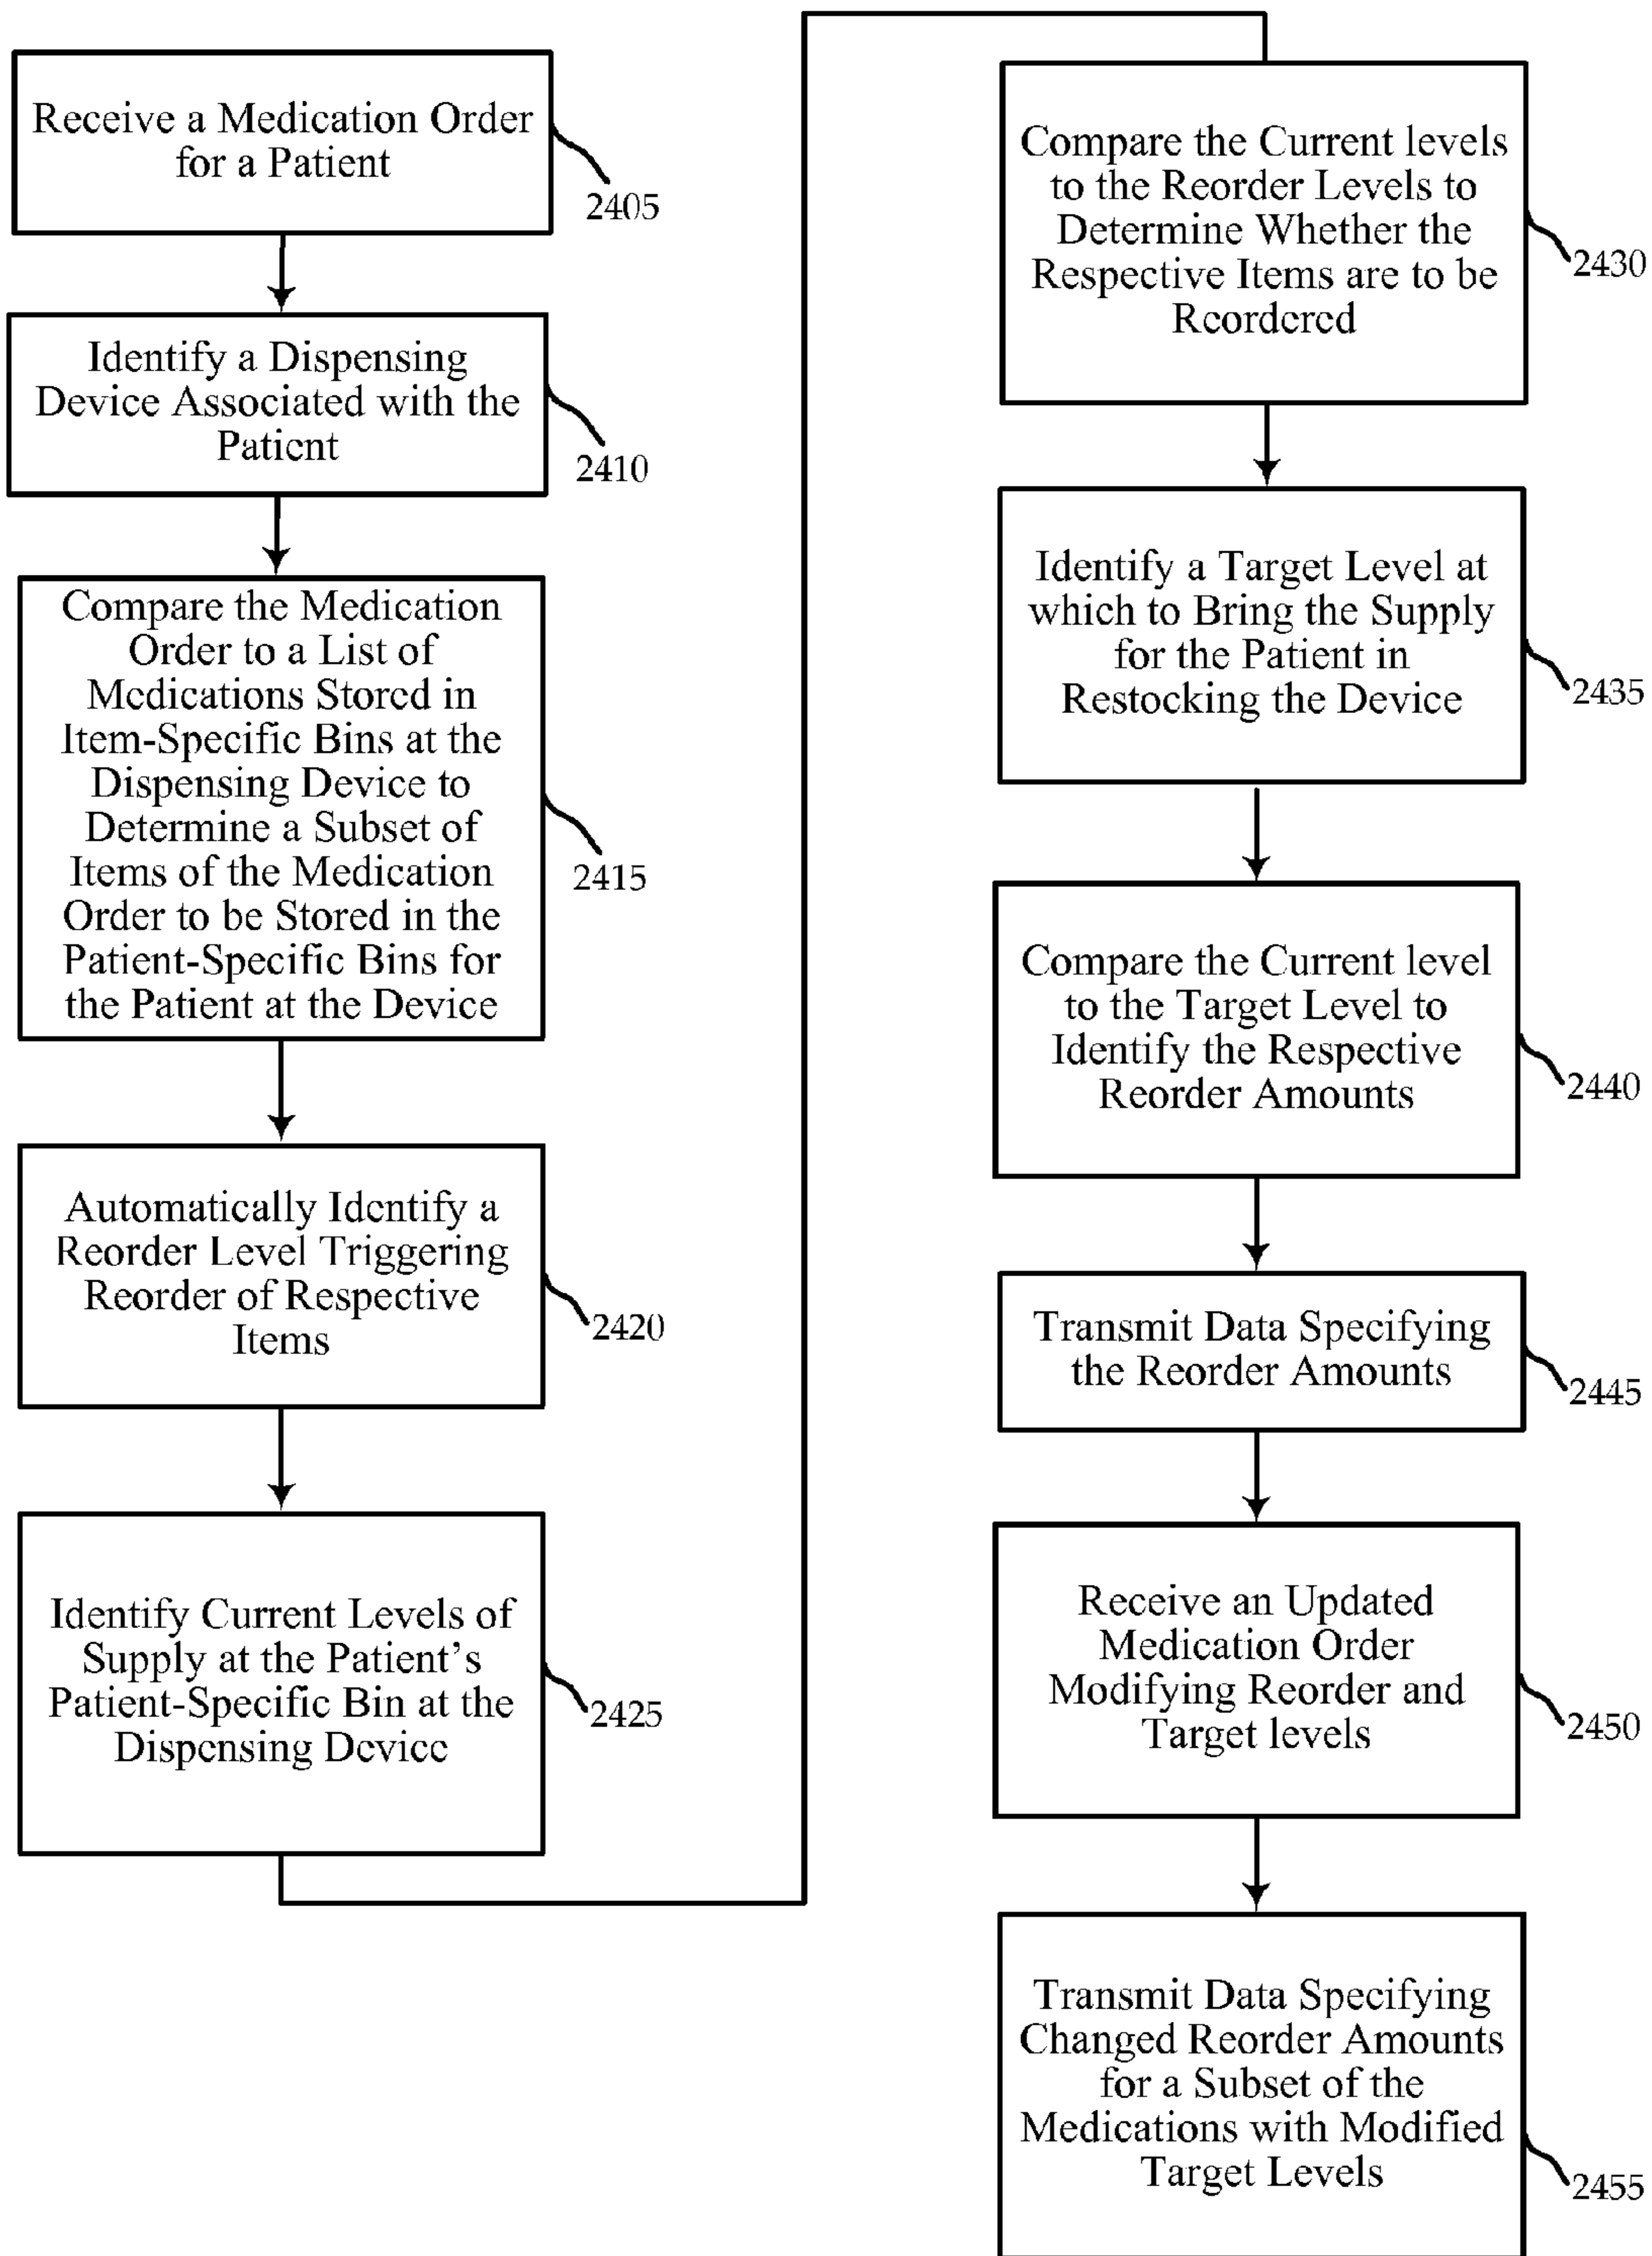 Receive a Medication Order
for a Patient
2405
Identify a Dispensing
Device Associated with the
Patient
2410
Compare the Medication
Order to a List of
Medications Stored in
Item-Specific Bins at the
Dispensing Device to
Determine a Subset of
Items of the Medication
Order to be Stored in the
Patient-Specific Bins for
the Patient at the Device
2415
Automatically Identify a
Reorder Level Triggering
Reorder of Respective
Items
2420
Identify Current Levels of
Supply at the Patient's
Patient-Specific Bin at the
Dispensing Device
2425
Compare the Current levels
to the Reorder Levels to
Determine Whether the
Respective Items are to be
Reordered
2430
Identify a Target Level at
which to Bring the Supply
for the Patient in
Restocking the Device
2435
Compare the Current level
to the Target Level to
Identify the Respective
Reorder Amounts
2440
Transmit Data Specifying
the Reorder Amounts
2445
Receive an Updated
Medication Order
Modifying Reorder and
Target levels
2450
Transmit Data Specifying
Changed Reorder Amounts
for a Subset of the
Medications with Modified
Target Levels
2455